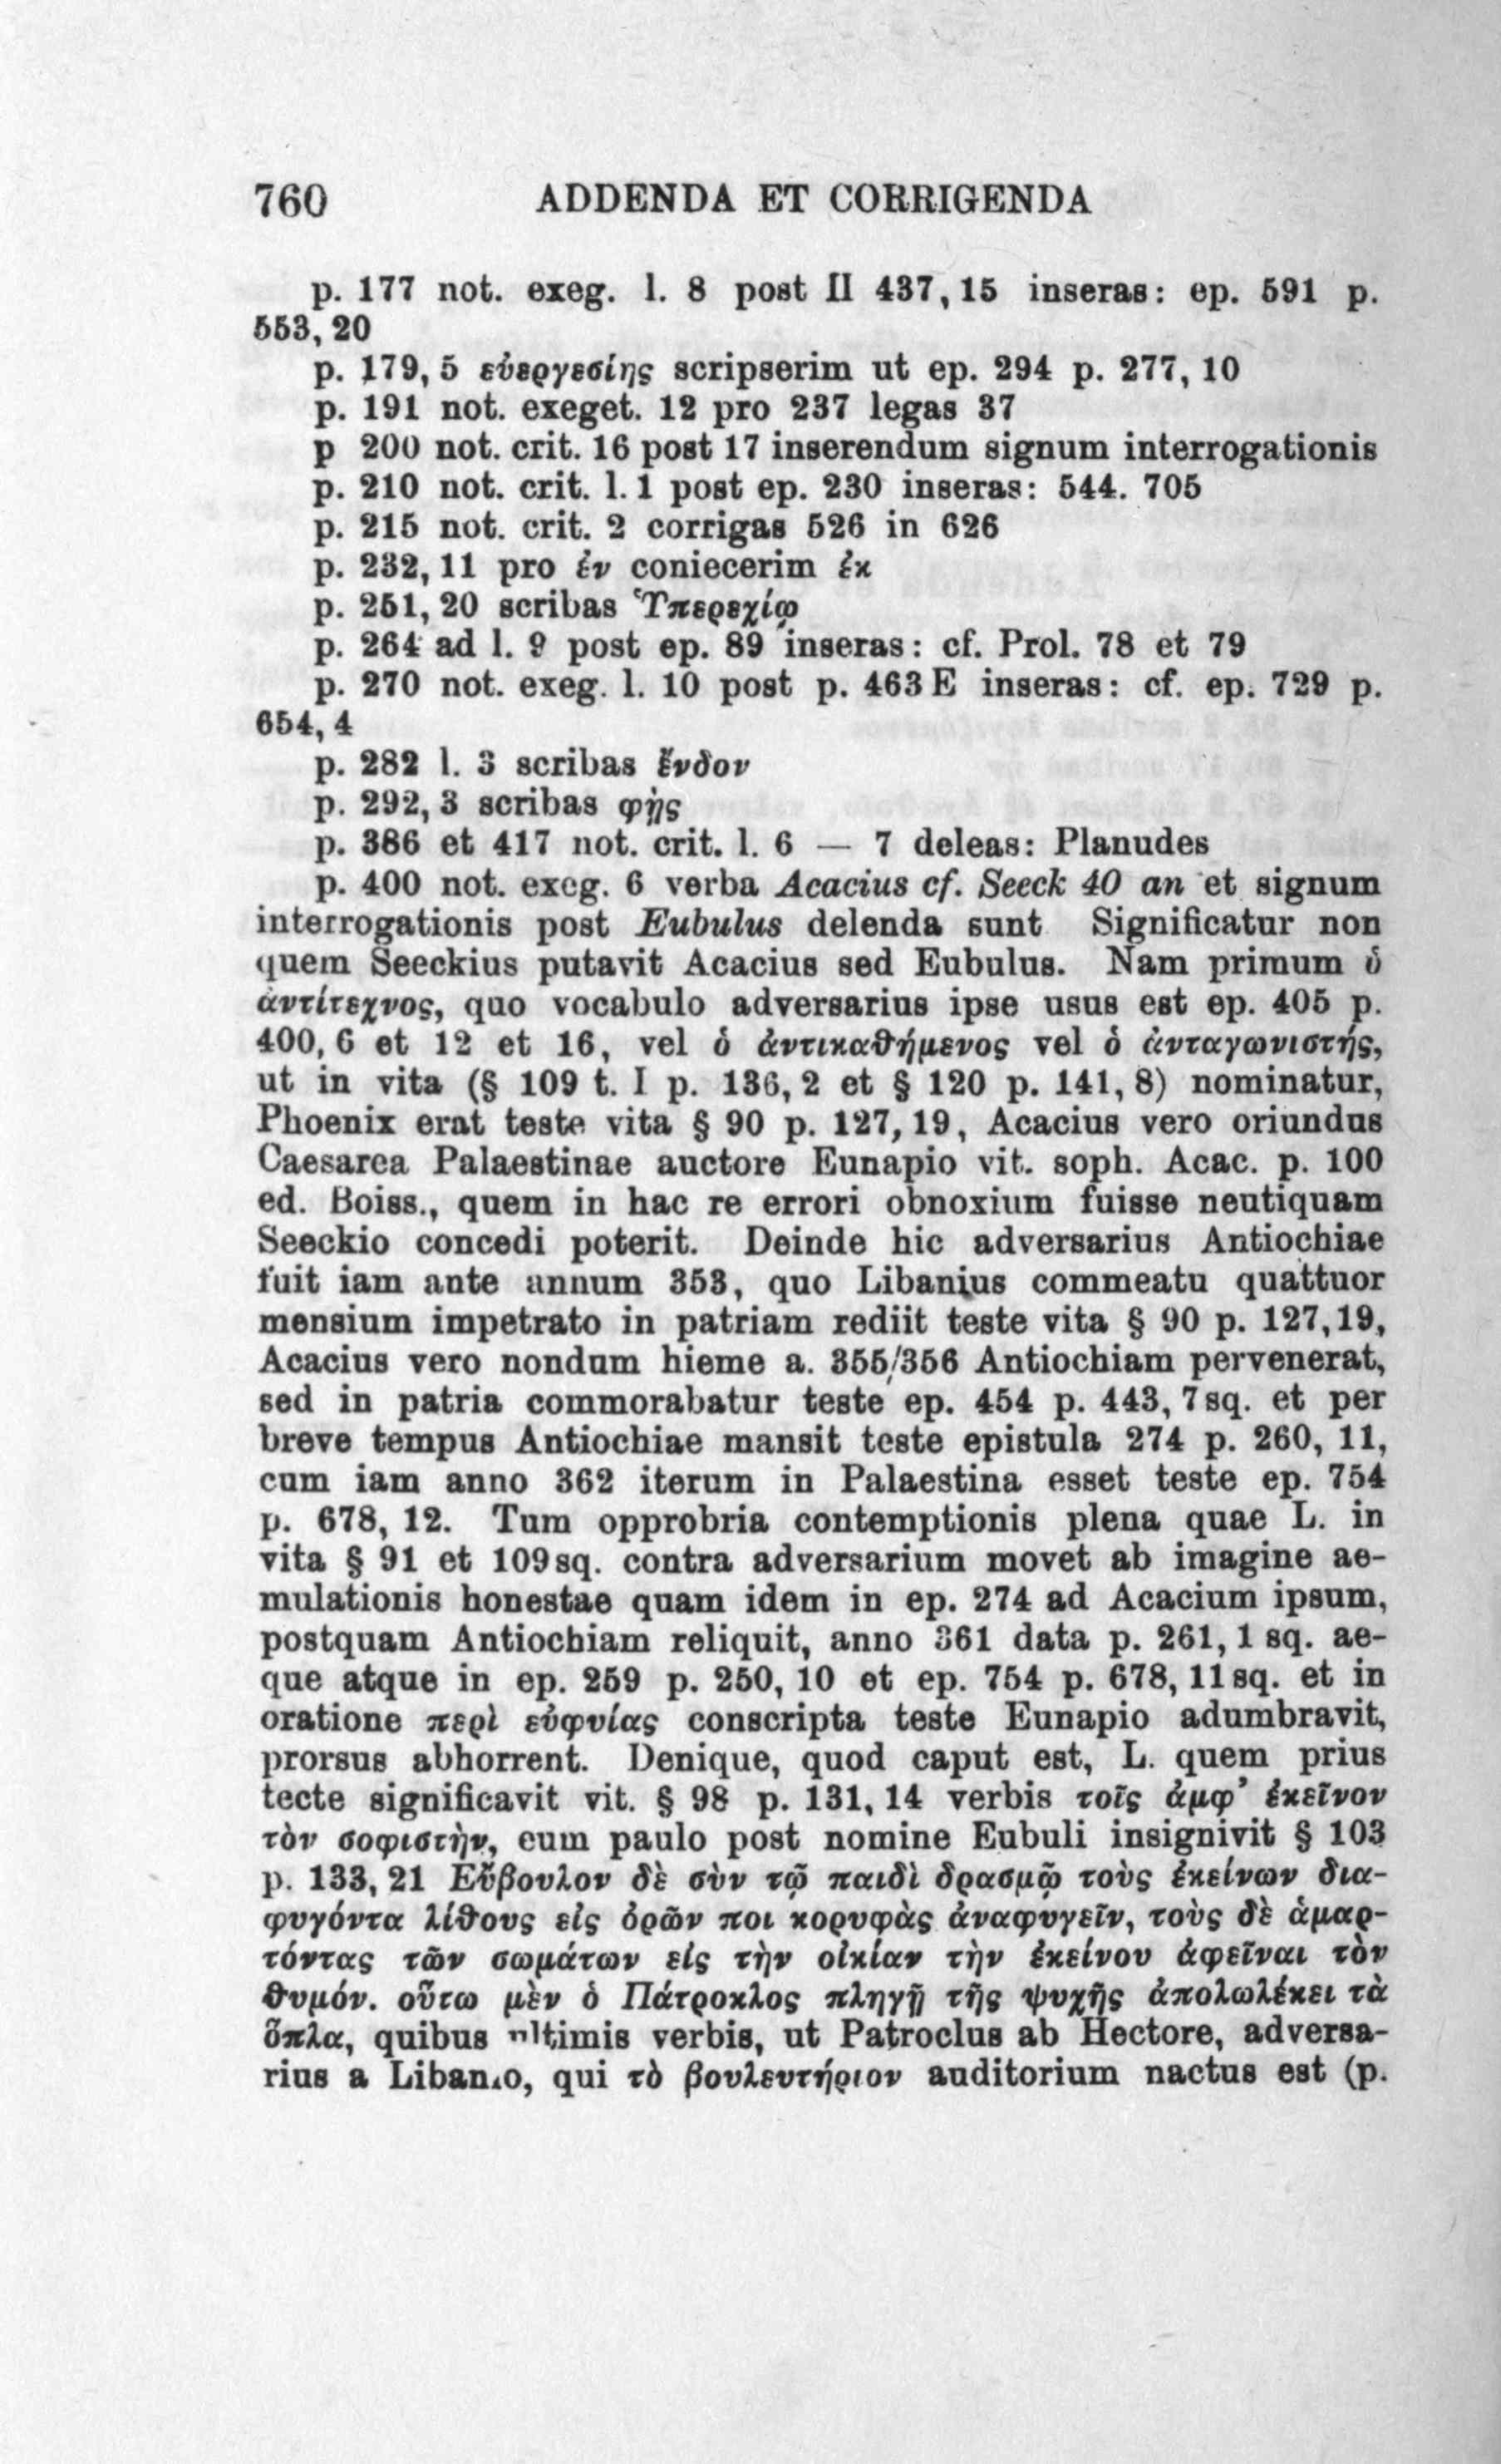 760 ADDENDA ET CORRIGENDA
p. 177 not. exeg. l. 8 post II 437, 15 inseras: ep. 591 p.
553, 20
p. 179, 5 εὐεργεσίης scripserim ut ep. 294 p. 277, 10
p. 191 not. exeget. 12 pro 237 legas 37
p 200 not. crit. 16 post 17 inserendum signum interrogationis
p. 210 not. crit. l. 1 post ep. 230 inseras: 544. 705
p. 215 not. crit. 2 corrigas 526 in 626
p. 232, 11 pro ἐν coniecerim ἐκ
p. 251, 20 scribas Ὑπερεχίῳ
p. 264 ad l. 9 post ep. 89 inseras: cf. Prol. 78 et 79
p. 270 not. exeg. l. 10 post p. 463 E inseras: cf. ep. 729 p.
654, 4
p. 282 l. 3 scribas ἔνδον
p. 292, 3 scribas φῂς
p. 386 et 417 not. crit. l. 6 — 7 deleas: Planudes
p. 400 not. exeg. 6 verba Acacius cf. Seeck 40 an et signum
interrogationis post Eubulus delenda sunt Significatur non
quem Seeckius putavit Acacius sed Eubulus. Nam primum ὁ
ἀντίτεχνος, quo vocabulo adversarius ipse usus est ep. 405 p.
400, 6 et 12 et 16, vel ὁ ἀντικαθήμενος vel ὁ ἀνταγωνιστής,
ut in vita (§ 109 t. I p. 136, 2 et § 120 p. 141, 8) nominatur,
Phoenix erat teste vita § 90 p. 127, 19, Acacius vero oriundus
Caesarea Palaestinae auctore Eunapio vit. soph. Acac. p. 100
ed. Boiss., quem in hac re errori obnoxium fuisse neutiquam
Seeckio concedi poterit. Deinde hic adversarius Antiochiae
fuit iam ante annum 353, quo Libanius commeatu quattuor
mensium impetrato in patriam rediit teste vita § 90 p. 127, 19,
Acacius vero nondum hieme a. 355/356 Antiochiam pervenerat,
sed in patria commorabatur teste ep. 454 p. 443, 7 sq. et per
breve tempus Antiochiae mansit teste epistula 274 p. 260, 11,
cum iam anno 362 iterum in Palaestina esset teste ep. 754
p. 678, 12. Tum opprobria contemptionis plena quae L. in
vita § 91 et 109 sq. contra adversarium movet ab imagine ae-
mulationis honestae quam idem in ep. 274 ad Acacium ipsum,
postquam Antiochiam reliquit, anno 361 data p. 261, 1 sq. ae-
que atque in ep. 259 p. 250, 10 et ep. 754 p. 678, 11 sq. et in
oratione περὶ εὐφυίας conscripta teste Eunapio adumbravit,
prorsus abhorrent. Denique, quod caput est, L. quem prius
tecte significavit vit. § 98 p. 131, 14 verbis τοῖς ἀμφ' ἐκεῖνον
τὸν σοφιστὴν, eum paulo post nomine Eubuli insignivit § 103
p. 133, 21 Εὔβουλον δὲ σὺν τῷ παιδὶ δρασμῷ τοὺς ἐκείνων δια-
φυγόντα λίθους εἰς ὀρῶν ποι κορυφὰς ἀναφυγεῖν, τοὺς δὲ ἁμαρ-
τόντας τῶν σωμάτων εἰς τὴν οἰκίαν τὴν ἐκείνου ἀφεῖναι τὸν
θυμόν. οὕτω μὲν ὁ Πάτροκλος πληγῇ τῆς ψυχῆς ἀπολωλέκει τὰ
ὅπλα, quibus ultimis verbis, ut Patroclus ab Hectore, adversa-
rius a Libanio, qui τὸ βουλευτήριον auditorium nactus est (p.